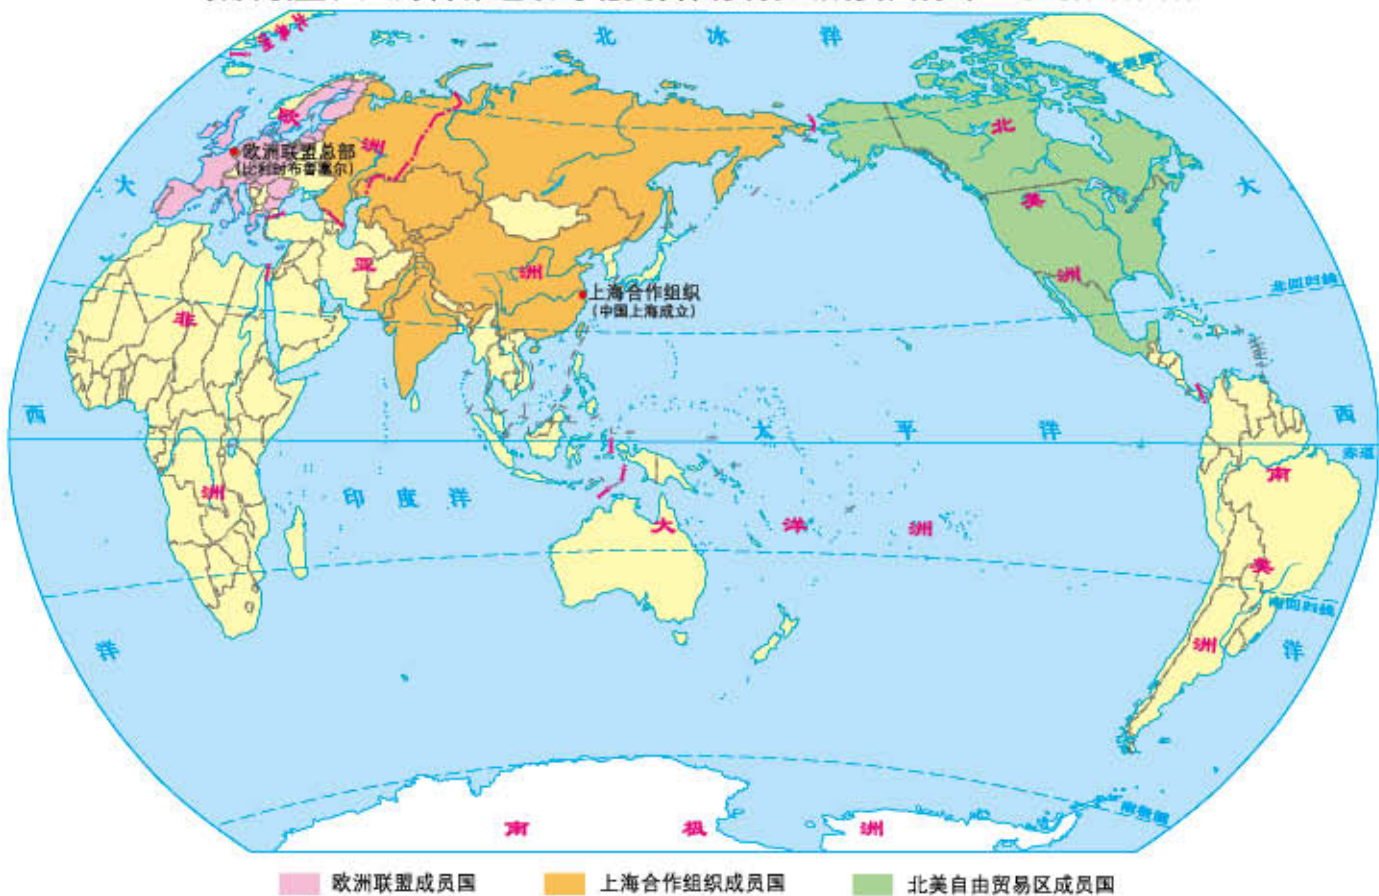 北 冰 洋
欧 洲
欧洲联盟总部
(比利时布鲁塞尔)
北
大
美
大
亚
洲
洲
上海合作组织
(中国上海成立)
北回归线
非
西
太 平 洋
西
赤道
洲
印 度 洋
南
大 洋 洲
美
南回归线
洋
洲
洋
南极圈
南 极 洲
欧洲联盟成员国
上海合作组织成员国
北美自由贸易区成员国